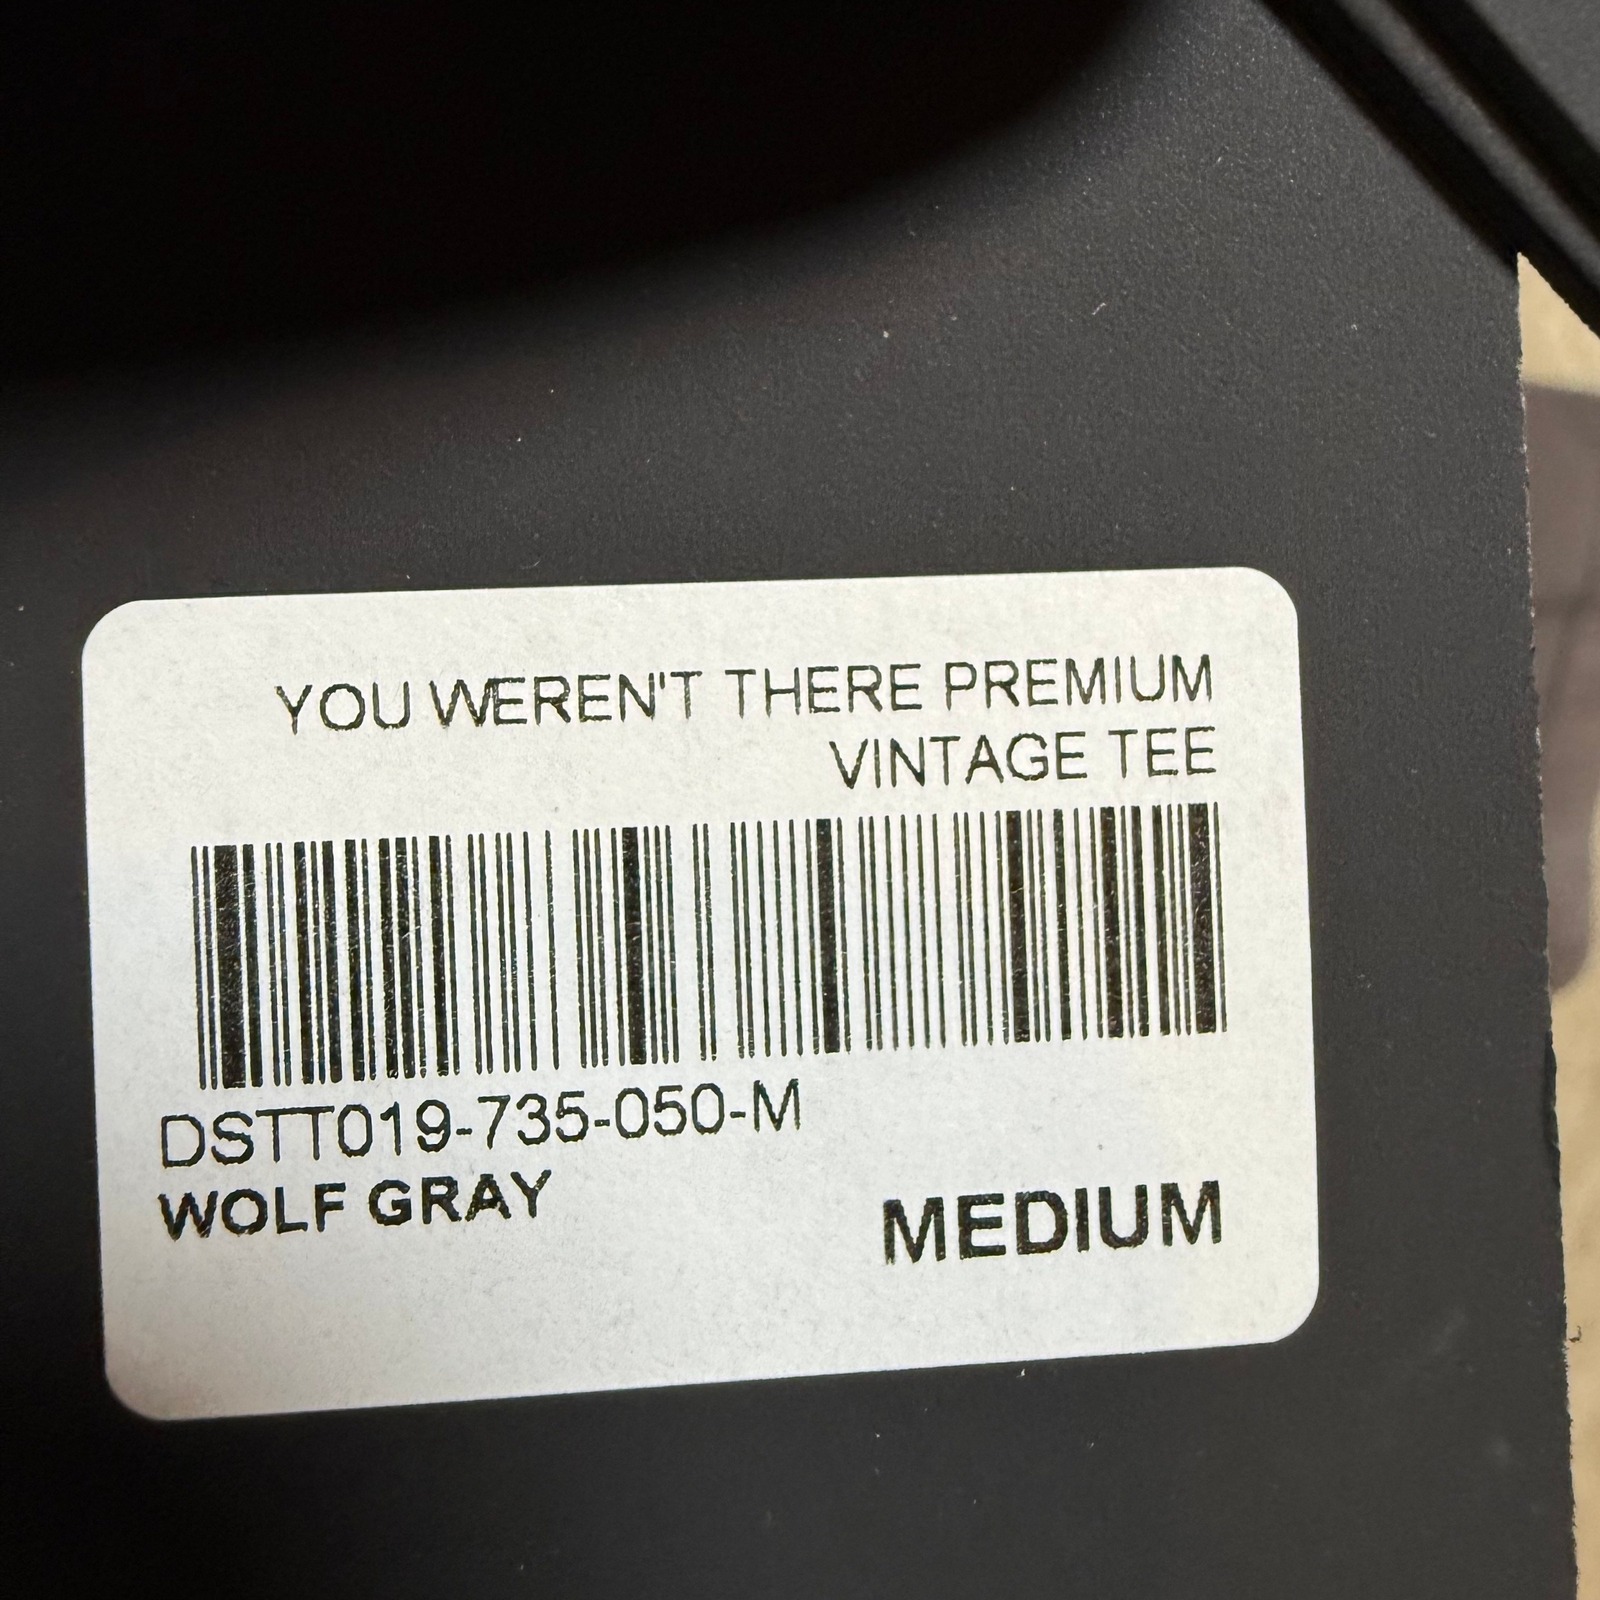 YOU WEREN'T THERE PREMIUM
VINTAGE TEE
DSTT019-735-050-M
WOLF GRAY
MEDIUM